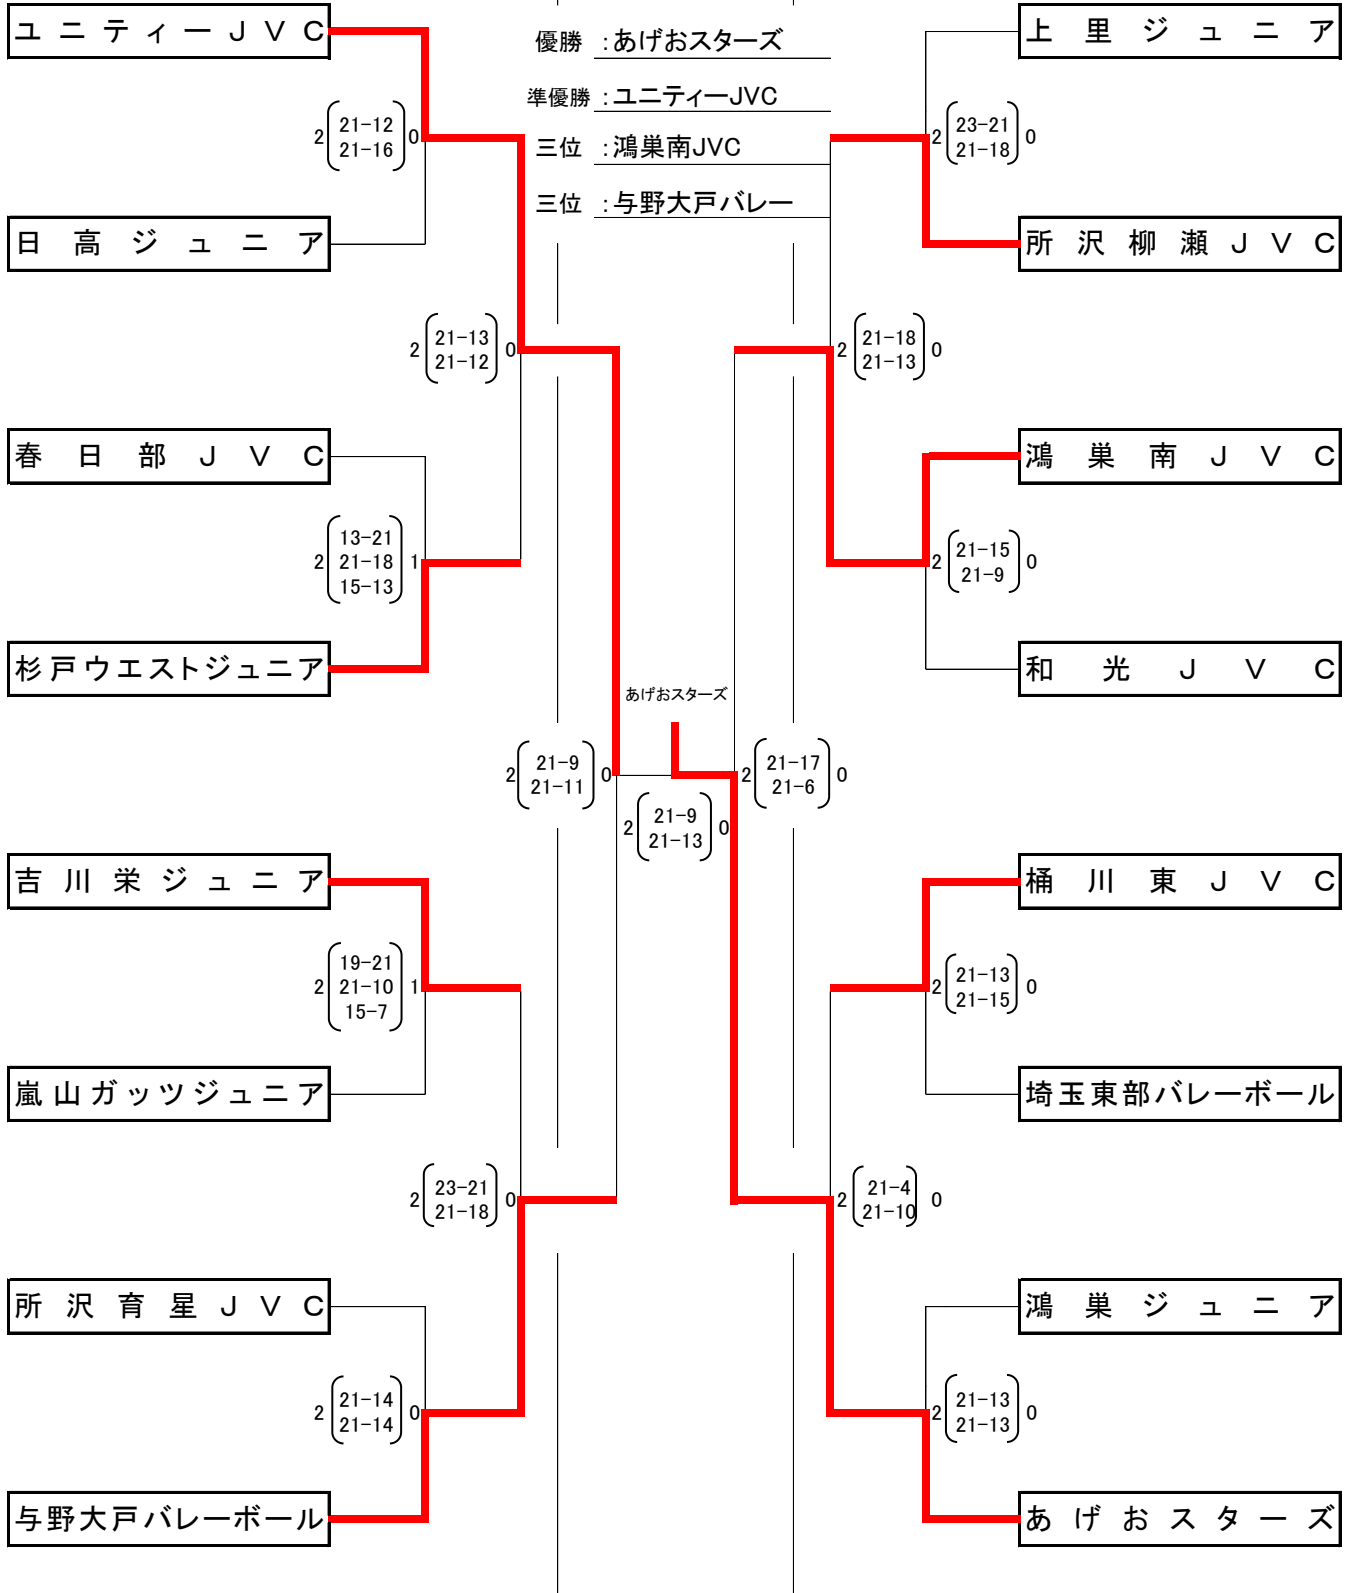 ユニティーＪＶＣ
優勝 ：あげおスターズ
準優勝 ：ユニティーJVC
三位 ：鴻巣南JVC
三位 ：与野大戸バレー
上里ジュニア
2 21-12 0
21-16
2 23-21 0
21-18
日高ジュニア
所沢柳瀬ＪＶＣ
2 21-13 0
21-12
2 21-18 0
21-13
春日部ＪＶＣ
鴻巣南ＪＶＣ
13-21
2 21-18 1
15-13
2 21-15 0
21-9
杉戸ウエストジュニア
和光ＪＶＣ
あげおスターズ
2 21-9 0
21-11
2 21-17 0
21-6
2 21-9 0
21-13
吉川栄ジュニア
桶川東ＪＶＣ
19-21
2 21-10 1
15-7
2 21-13 0
21-15
嵐山ガッツジュニア
埼玉東部バレーボール
2 23-21 0
21-18
2 21-4 0
21-10
所沢育星ＪＶＣ
鴻巣ジュニア
2 21-14 0
21-14
2 21-13 0
21-13
与野大戸バレーボール
あげおスターズ